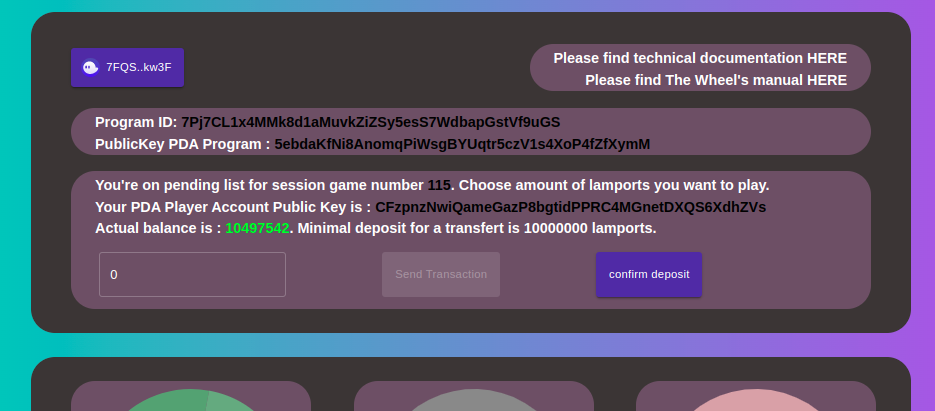 7FQS..kw3F
Please find technical documentation HERE
Please find The Wheel's manual HERE
Program ID: 7Pj7CL1x4MMk8d1aMuvkZiZSy5esS7WdbapGstVf9uGS
PublicKey PDA Program : 5ebdaKfNi8AnomqPiWsgBYUqtr5czV1s4XoP4fZfXymM
You're on pending list for session game number 115. Choose amount of lamports you want to play.
Your PDA Player Account Public Key is : CFzpnzNwiQameGazP8bgtidPPRC4MGnetDXQS6XdhZVs
Actual balance is : 10497542. Minimal deposit for a transfert is 10000000 lamports.
0
Send Transaction
confirm deposit